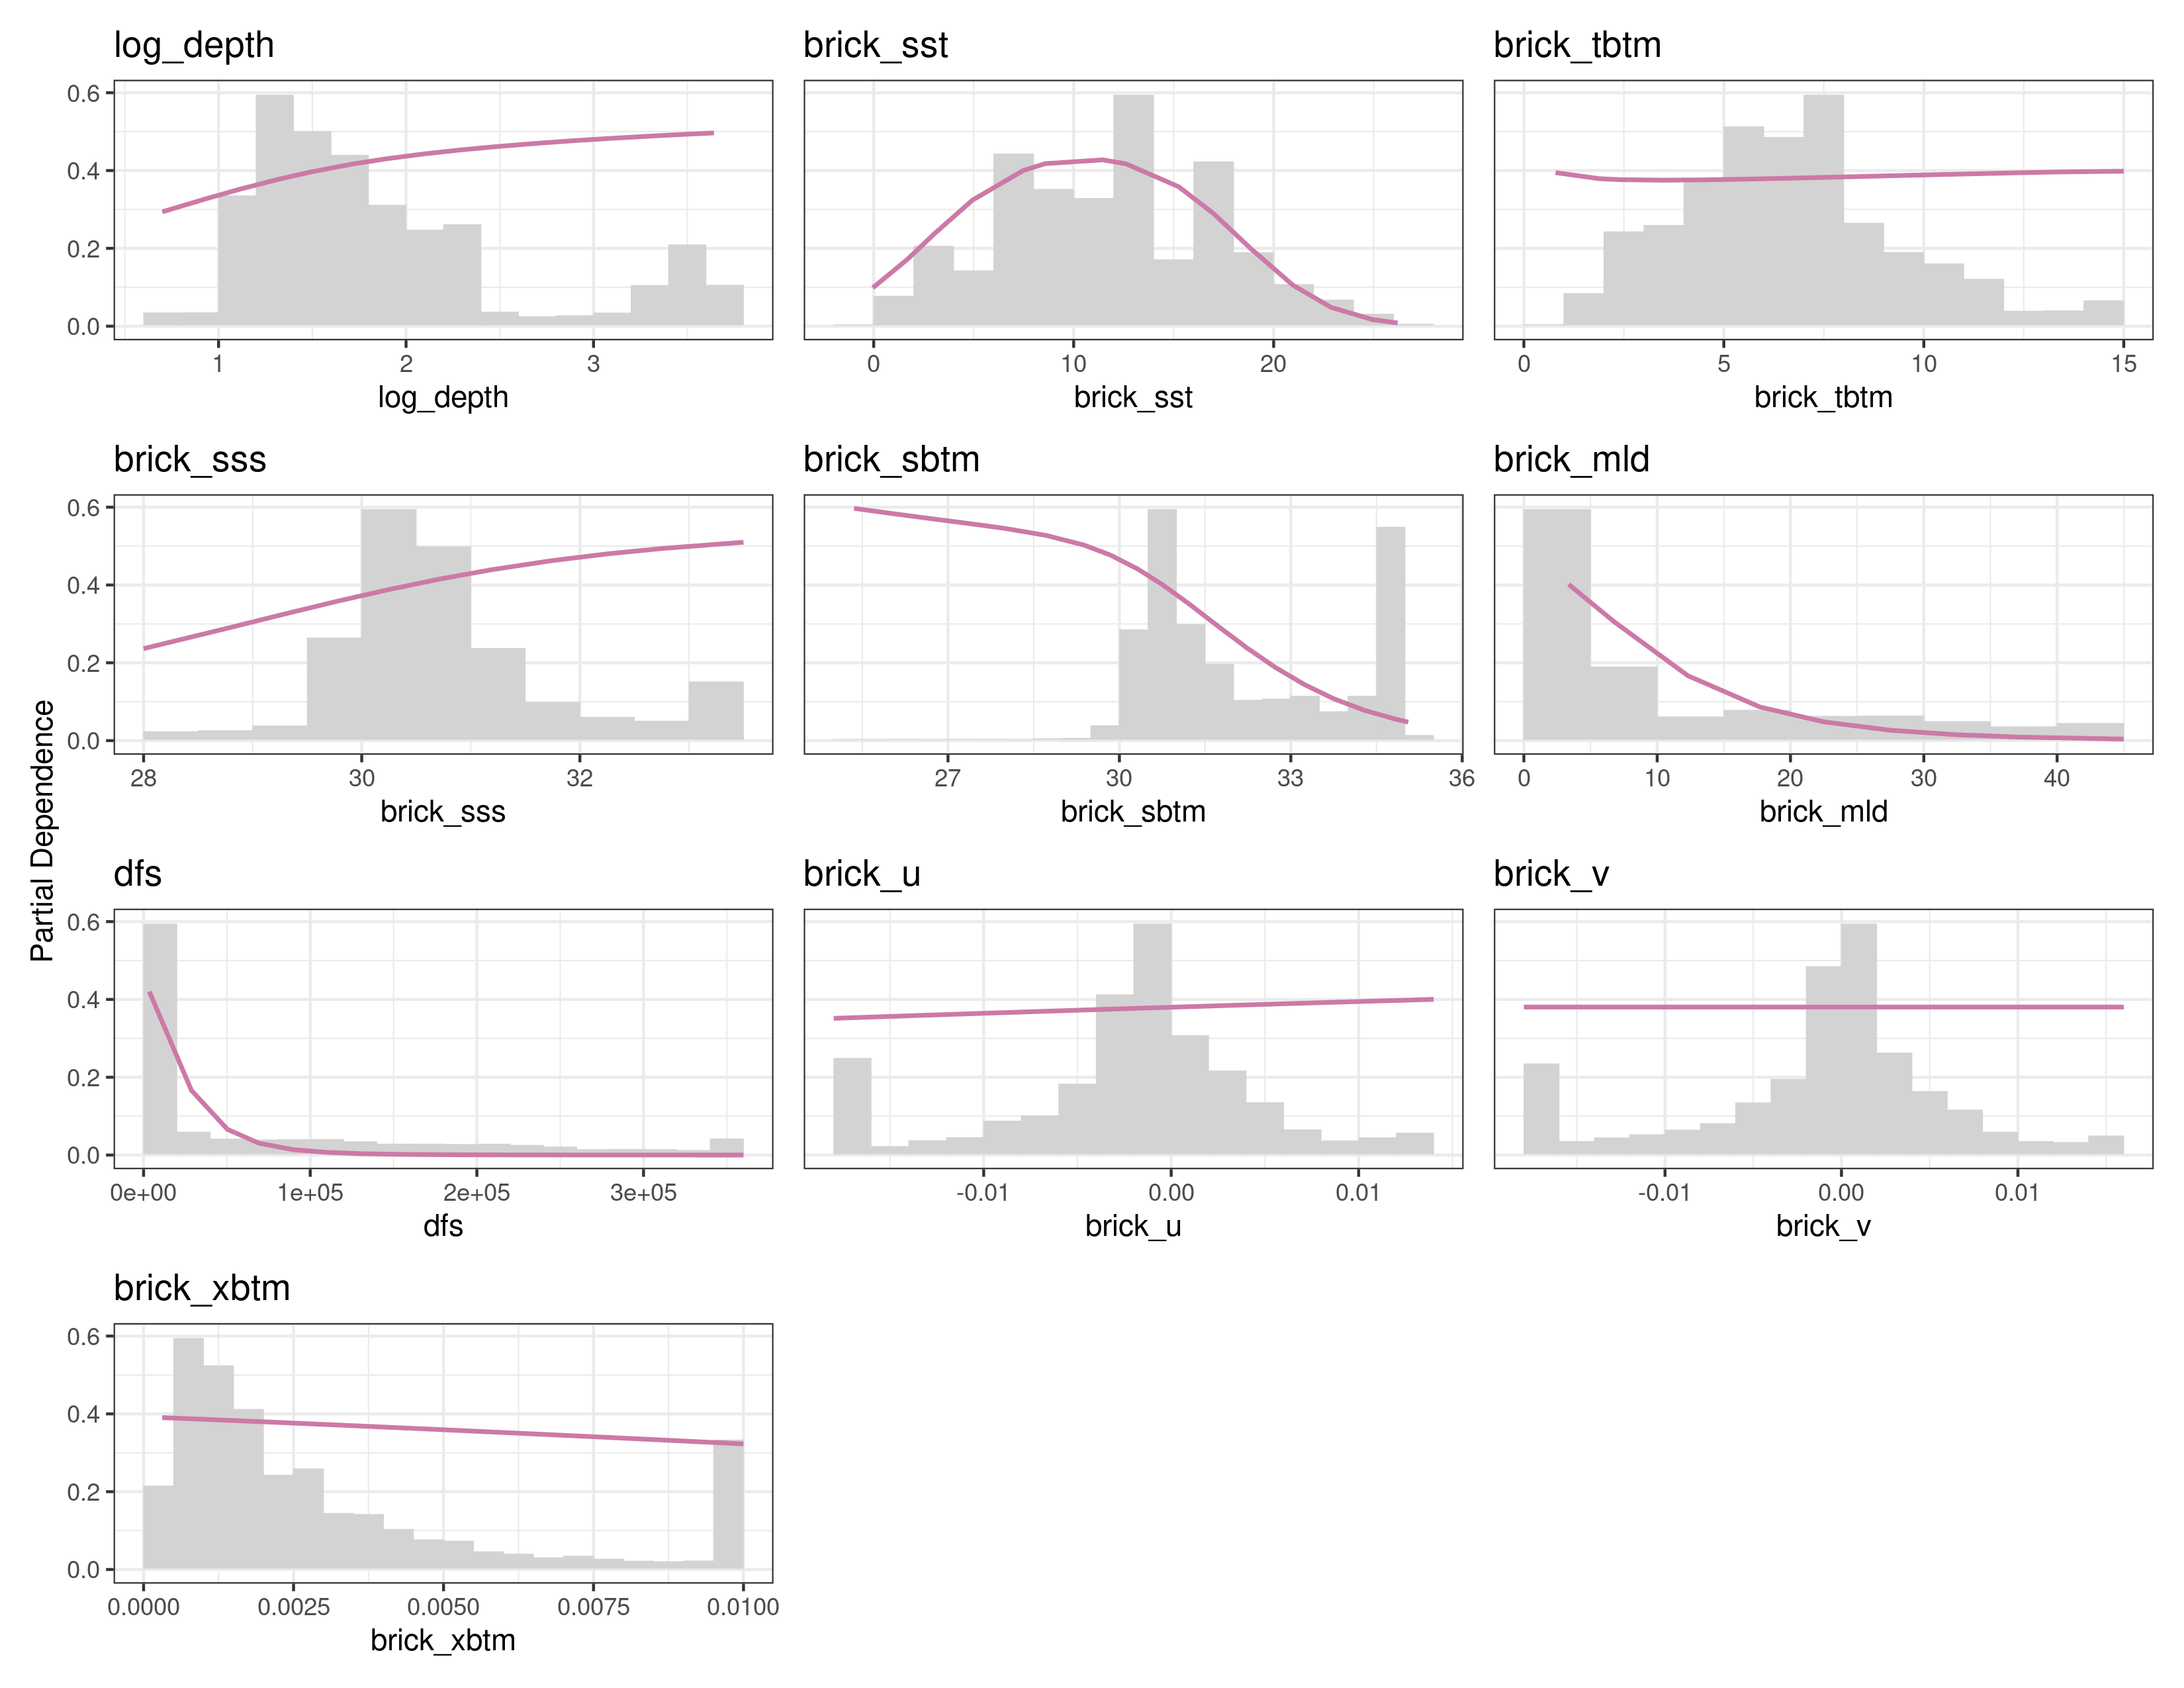 log_depth
brick_sst
brick_tbtm
0.6
0.4
0.2
0.0
1 2 3
0 10 20
0 5 10 15
log_depth
brick_sst
brick_tbtm
brick_sss
brick_sbtm
brick_mld
0.6
0.4
0.2
0.0
28 30 32
27 30 33 36
0 10 20 30 40
brick_sss
brick_sbtm
brick_mld
Partial Dependence
dfs
brick_u
brick_v
0.6
0.4
0.2
0.0
0e+00 1e+05 2e+05 3e+05
-0.01 0.00 0.01
-0.01 0.00 0.01
dfs
brick_u
brick_v
brick_xbtm
0.6
0.4
0.2
0.0
0.0000 0.0025 0.0050 0.0075 0.0100
brick_xbtm